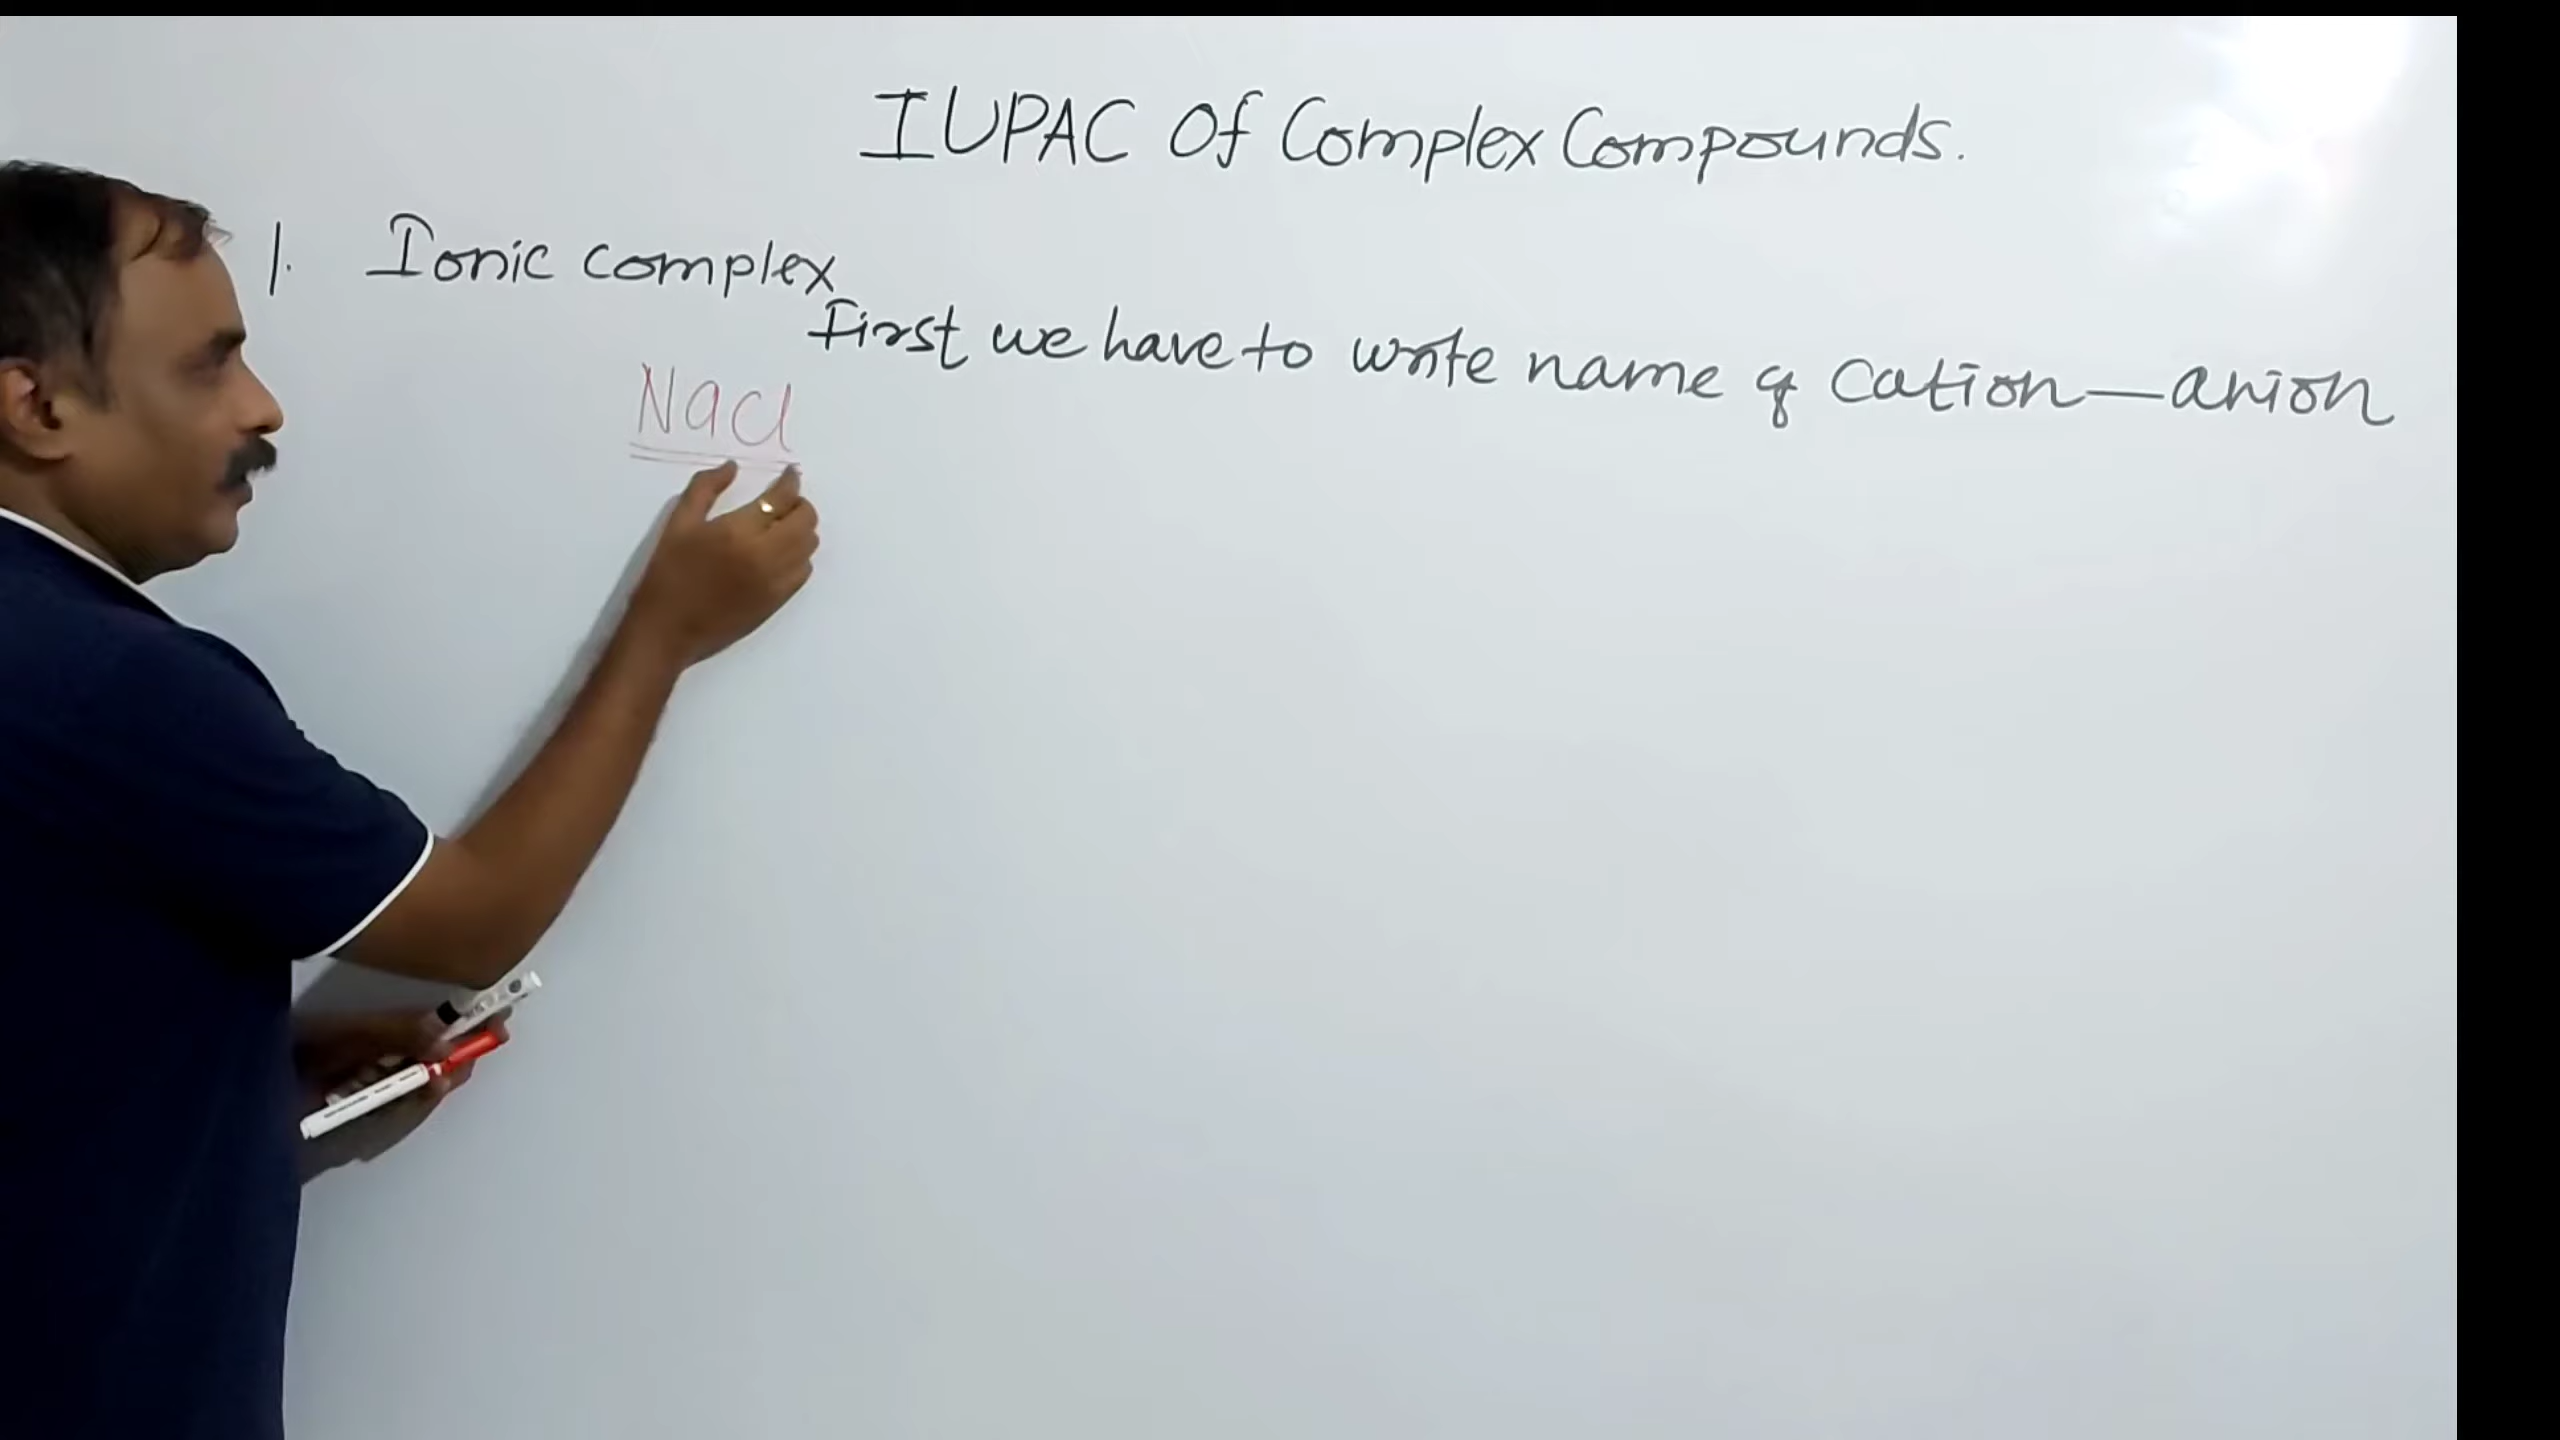 IUPAC Of Complex Compounds.
1. Ionic complex
First we have to write name of Cation—anion
NaCl